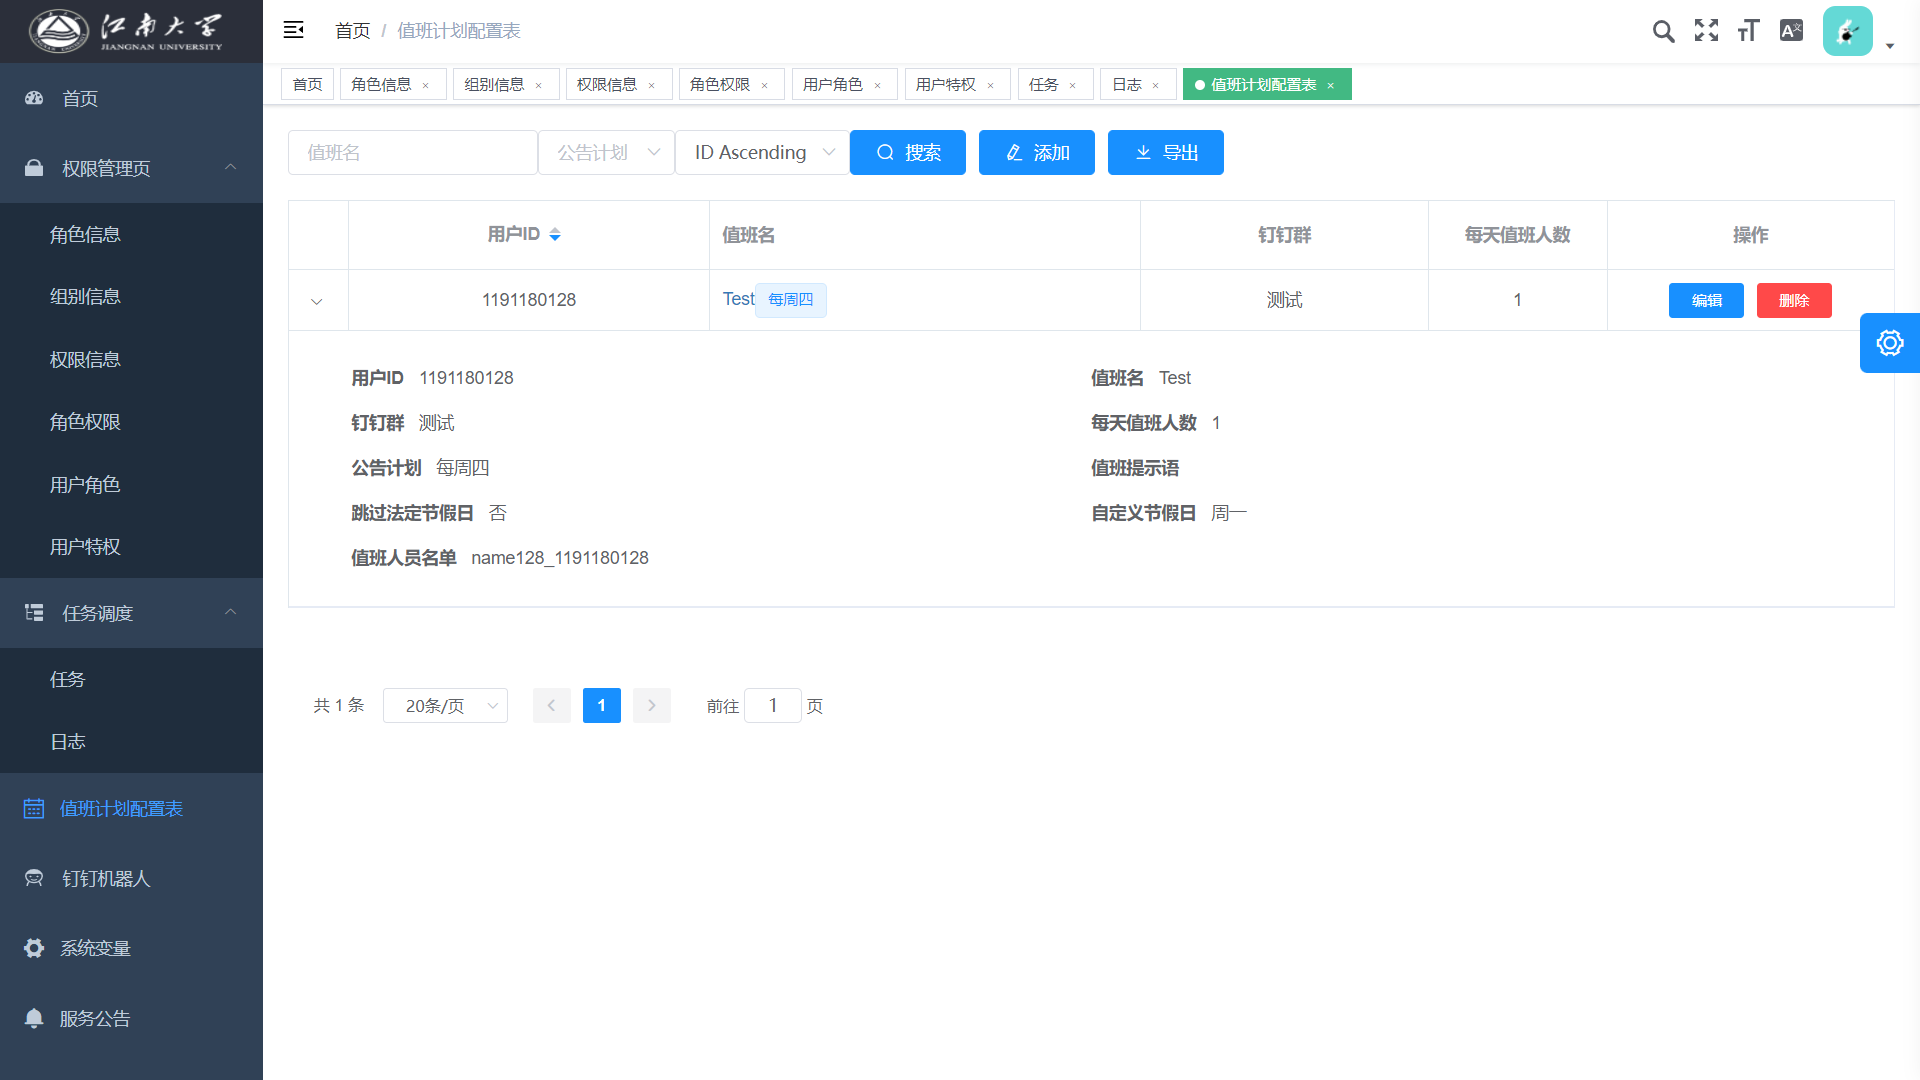 江南大学
JIANGNAN UNIVERSITY
首页
权限管理页
角色信息
组别信息
权限信息
角色权限
用户角色
用户特权
任务调度
任务
日志
值班计划配置表
钉钉机器人
系统变量
服务公告
首页 / 值班计划配置表
首页 角色信息 × 组别信息 × 权限信息 × 角色权限 × 用户角色 × 用户特权 × 任务 × 日志 × 值班计划配置表 ×
值班名 公告计划 ID Ascending 搜索 添加 导出
用户ID 值班名 钉钉群 每天值班人数 操作
1191180128 Test 每周四 测试 1 编辑 删除
用户ID 1191180128 值班名 Test
钉钉群 测试 每天值班人数 1
公告计划 每周四 值班提示语
跳过法定节假日 否 自定义节假日 周一
值班人员名单 name128_1191180128
共 1 条 20条/页 1 前往 1 页